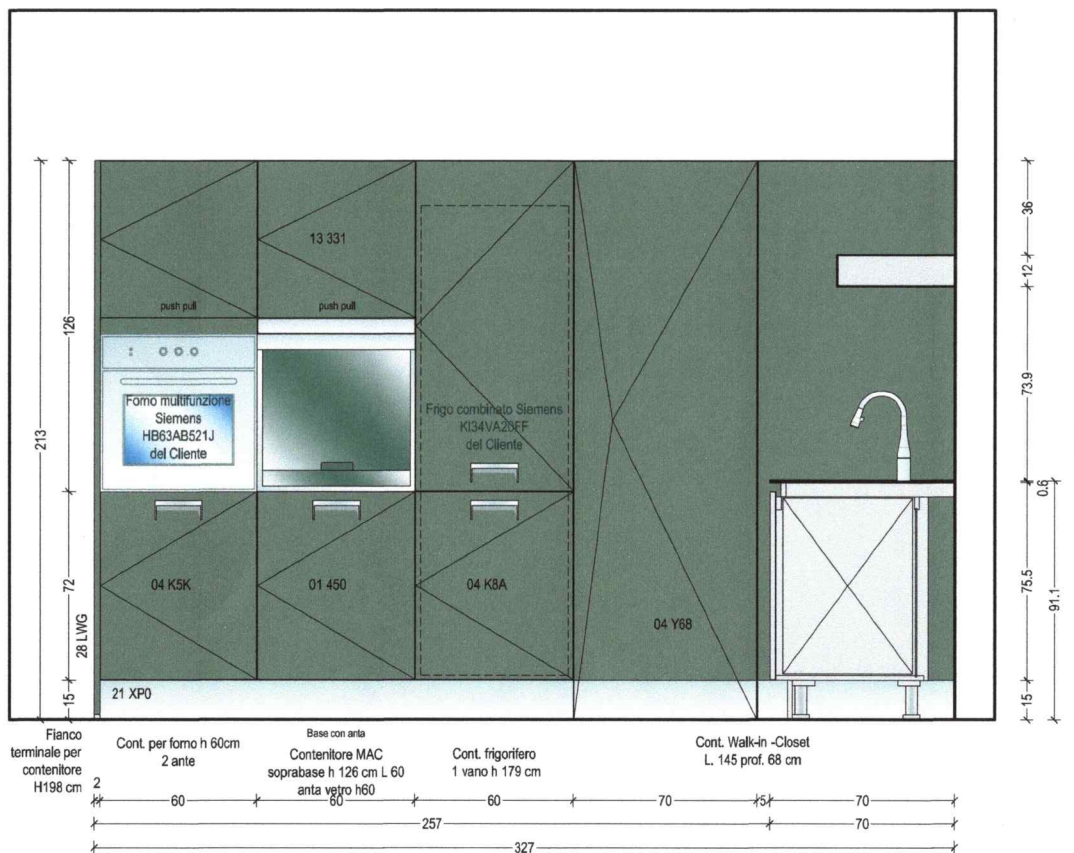 13 331
push pull
push pull
Forno multifunzione
Siemens
HB63AB521J
del Cliente
Frigo combinato Siemens
KI34VA20FF
del Cliente
04 K5K
01 450
04 K8A
04 Y68
28 LWG
21 XP0
213
126
72
15
36
12
73.9
0.6
75.5
91.1
15
Fianco
terminale per
contenitore
H198 cm
Cont. per forno h 60cm
2 ante
Base con anta
Contenitore MAC
soprabase h 126 cm L 60
anta vetro h60
Cont. frigorifero
1 vano h 179 cm
Cont. Walk-in -Closet
L. 145 prof. 68 cm
2
60
60
60
70
5
70
257
70
327